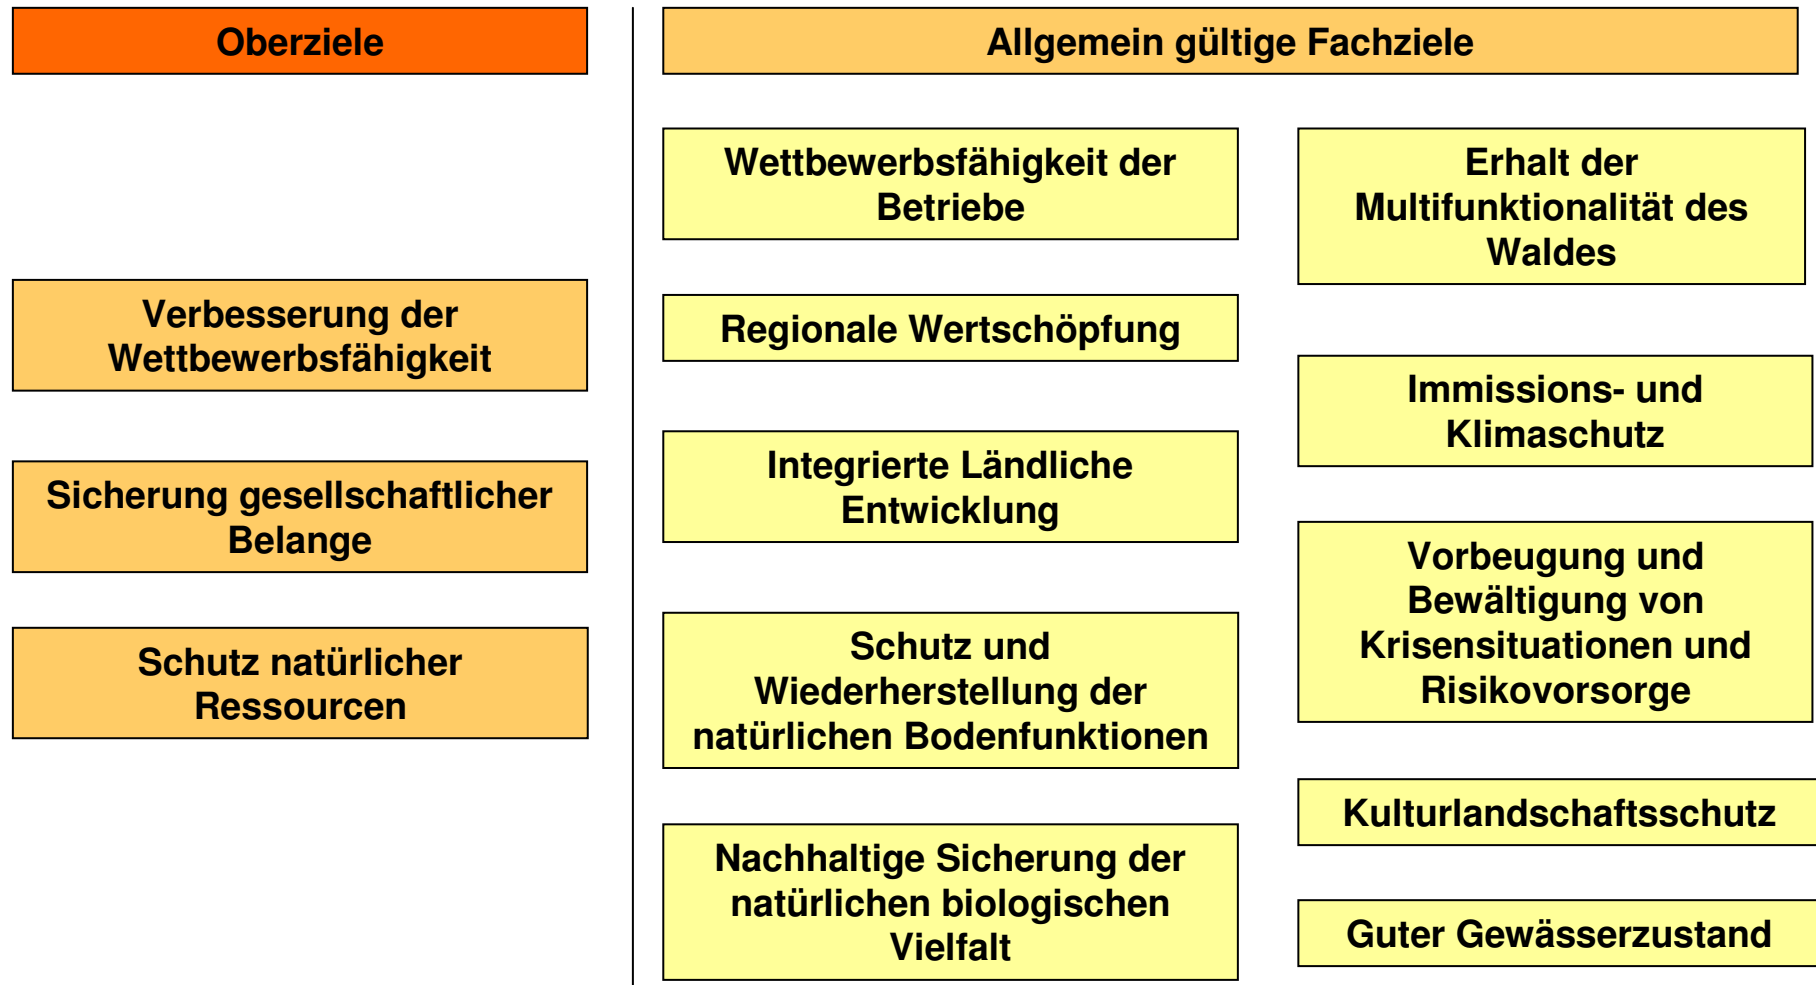 Oberziele
Verbesserung der
Wettbewerbsfähigkeit
Sicherung gesellschaftlicher
Belange
Schutz natürlicher
Ressourcen
Allgemein gültige Fachziele
Wettbewerbsfähigkeit der
Betriebe
Regionale Wertschöpfung
Integrierte Ländliche
Entwicklung
Schutz und
Wiederherstellung der
natürlichen Bodenfunktionen
Nachhaltige Sicherung der
natürlichen biologischen
Vielfalt
Erhalt der
Multifunktionalität des
Waldes
Immissions- und
Klimaschutz
Vorbeugung und
Bewältigung von
Krisensituationen und
Risikovorsorge
Kulturlandschaftsschutz
Guter Gewässerzustand